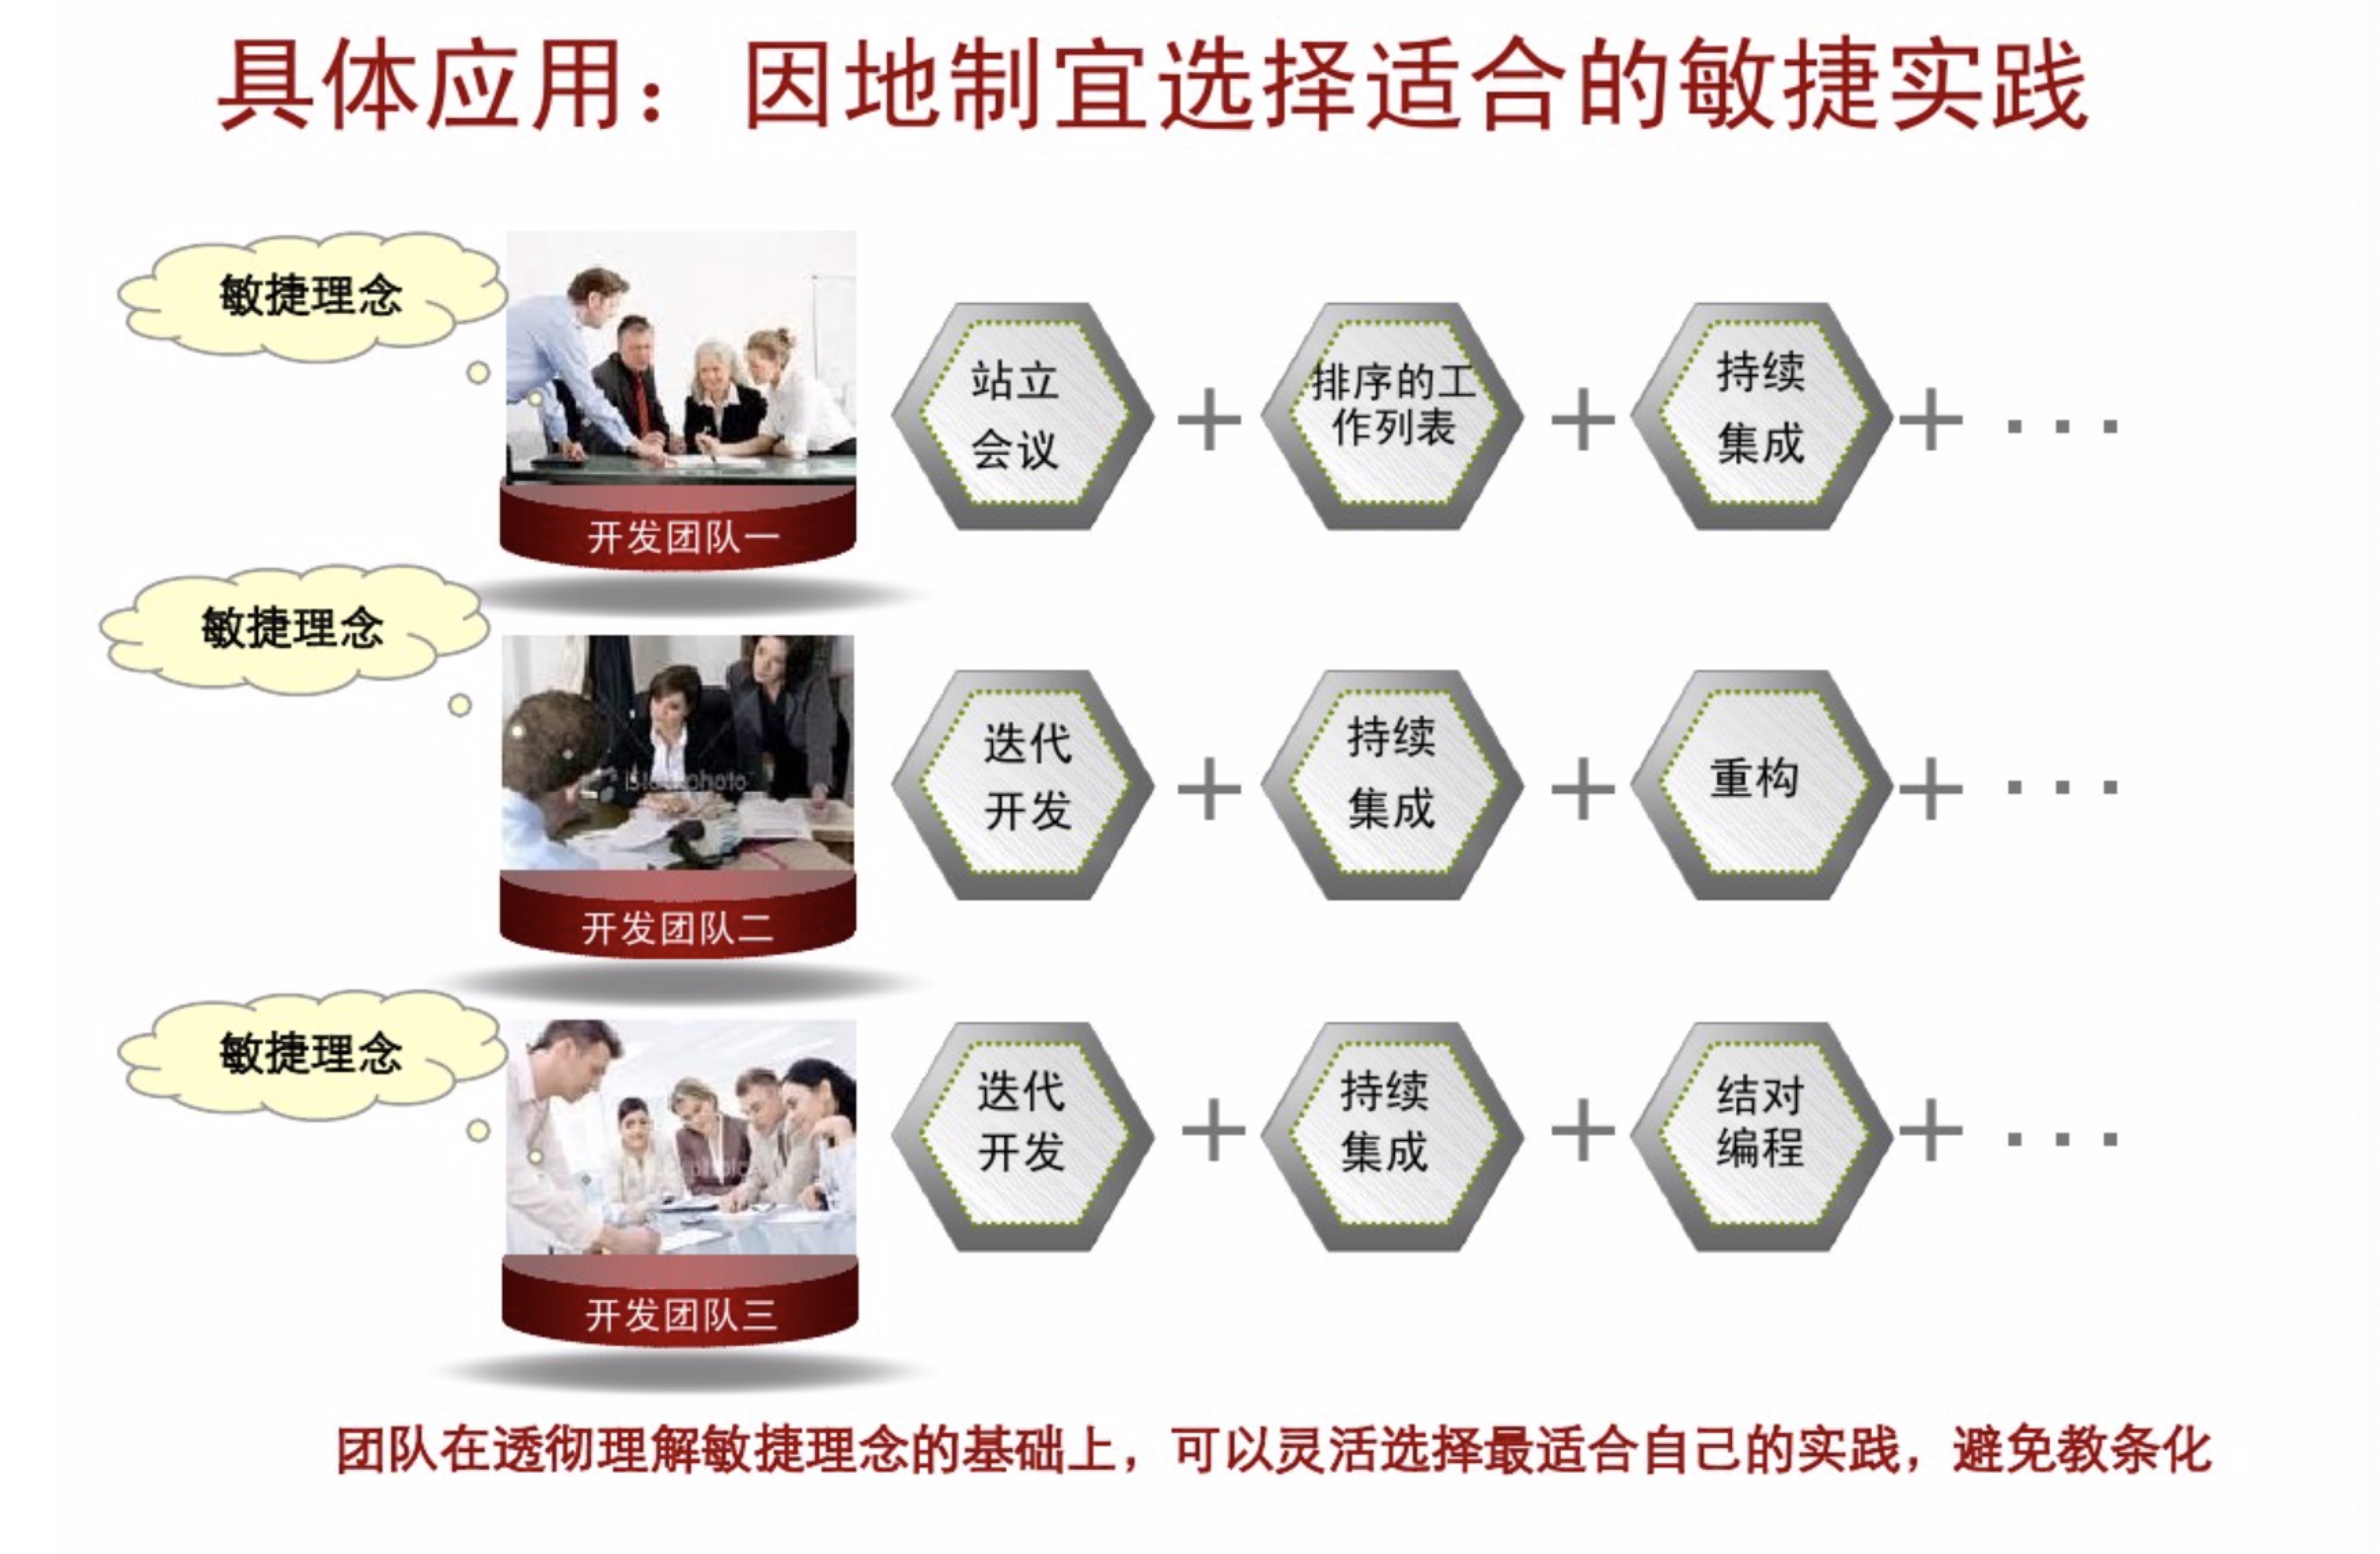 具体应用：因地制宜选择适合的敏捷实践
敏捷理念
开发团队一
站立
会议
+
排序的工
作列表
+
持续
集成
+ ...
敏捷理念
iStockphoto
开发团队二
迭代
开发
+
持续
集成
+
重构
+ ...
敏捷理念
开发团队三
迭代
开发
+
持续
集成
+
结对
编程
+ ...
团队在透彻理解敏捷理念的基础上，可以灵活选择最适合自己的实践，避免教条化